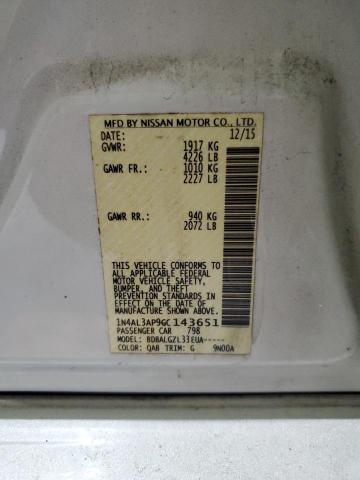 MFD BY NISSAN MOTOR CO., LTD.
DATE: 12/15
GVWR: 1917 KG
4226 LB
GAWR FR.: 1010 KG
2227 LB
GAWR RR.: 940 KG
2072 LB
THIS VEHICLE CONFORMS TO
ALL APPLICABLE FEDERAL
MOTOR VEHICLE SAFETY,
BUMPER, AND THEFT
PREVENTION STANDARDS IN
EFFECT ON THE DATE OF
MANUFACTURE SHOWN ABOVE.
1N4AL3AP9GC143651
PASSENGER CAR 798
MODEL: BDBALGZL33EUA-----
COLOR: QAB TRIM: G 9N00A